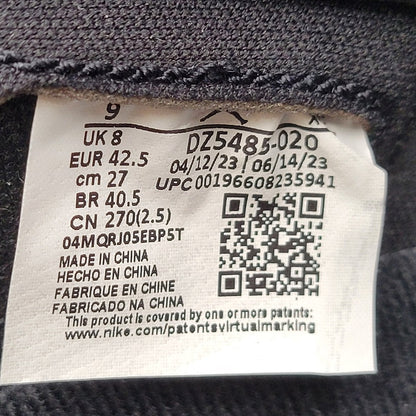 9
UK 8 DZ5485-020
EUR 42.5 04/12/23 | 06/14/23
cm 27 UPC 00196608235941
BR 40.5
CN 270(2.5)
04MQRJ05EBP5T
MADE IN CHINA
HECHO EN CHINA
FABRIQUE EN CHINE
FABRICADO NA CHINA
This product is covered by one or more patents:
www.nike.com/patentsvirtualmarking